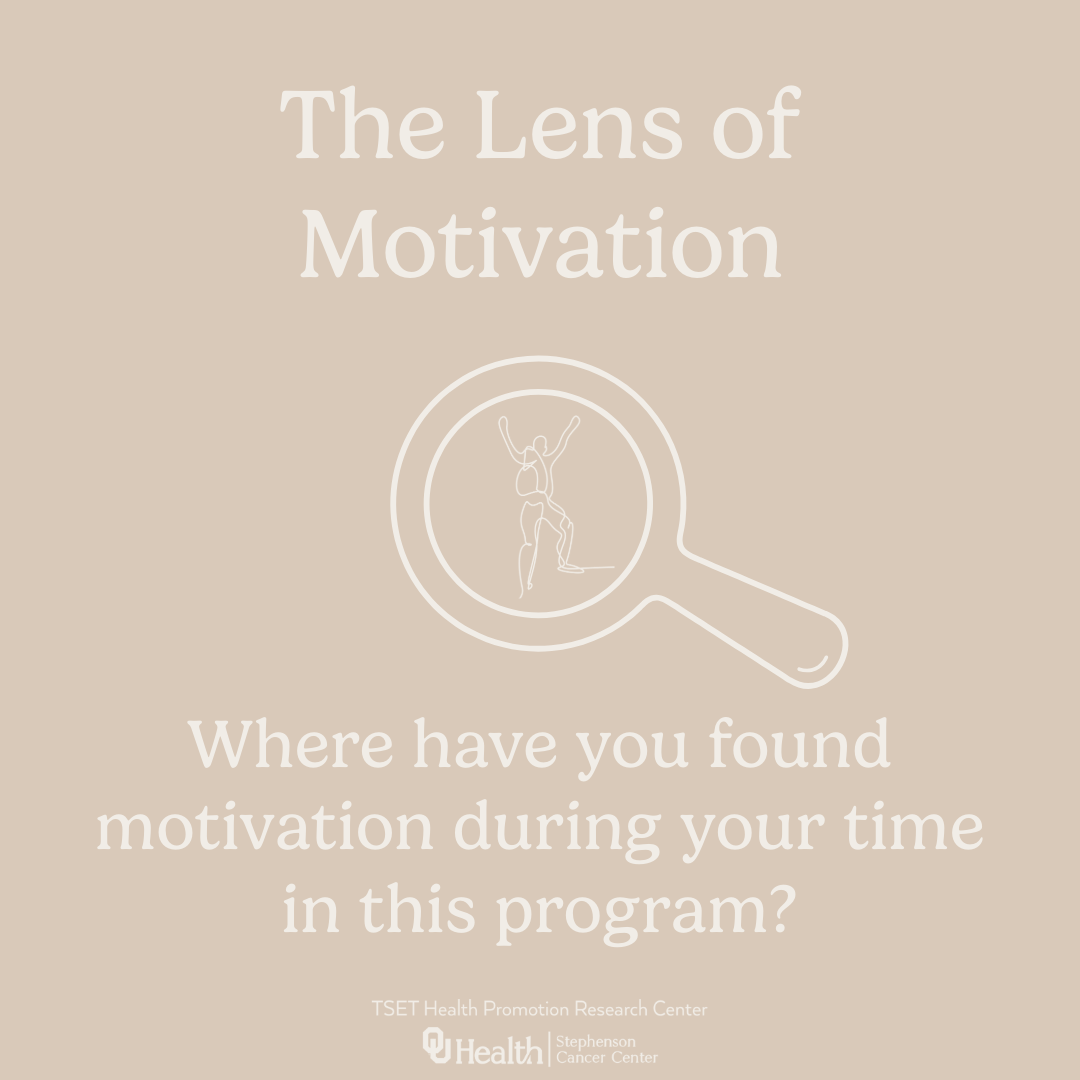 The Lens of
Motivation
Where have you found
motivation during your time
in this program?
TSET Health Promotion Research Center
OU Health Stephenson
Cancer Center